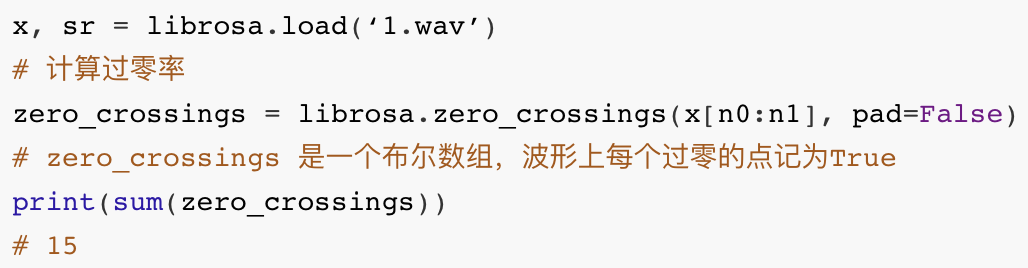 x, sr = librosa.load(‘1.wav’)
# 计算过零率
zero_crossings = librosa.zero_crossings(x[n0:n1], pad=False)
# zero_crossings 是一个布尔数组，波形上每个过零的点记为True
print(sum(zero_crossings))
# 15